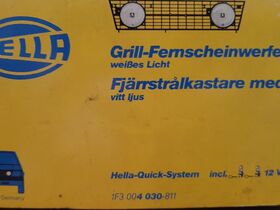 HELLA
Grill-Fernscheinwerfe
weißes Licht
Fjärrstrålkastare med
vitt ljus
Hella-Quick-System incl. 12 V
1F3 004 030-811
Germany